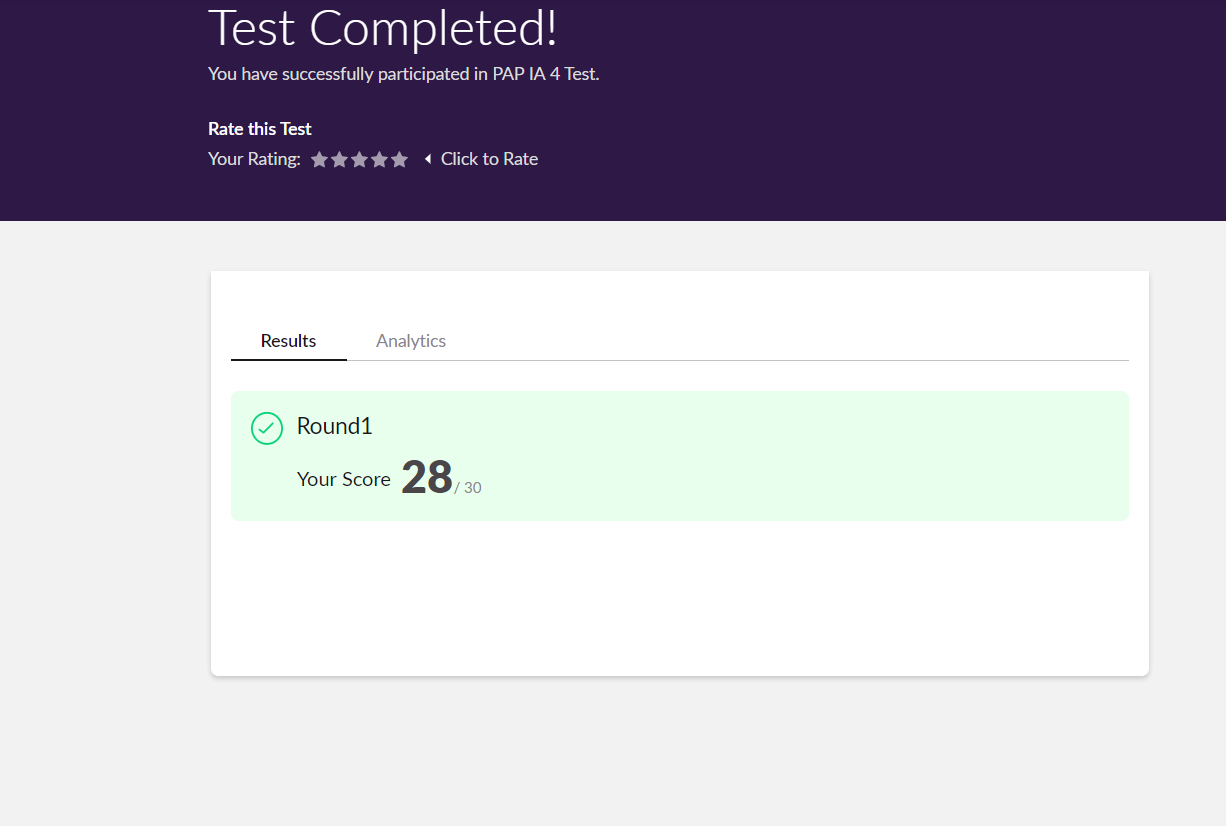 Test Completed!
You have successfully participated in PAP IA 4 Test.
Rate this Test
Your Rating: Click to Rate
Results Analytics
Round1
Your Score 28 / 30